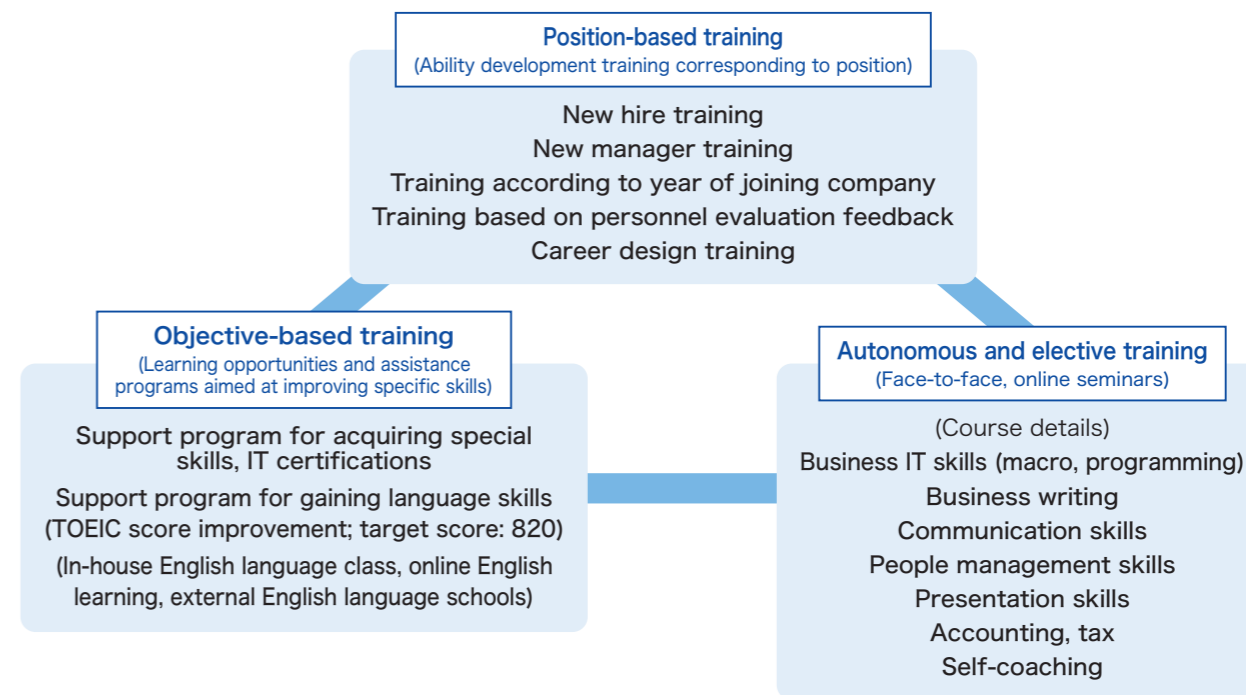 Position-based training
(Ability development training corresponding to position)
New hire training
New manager training
Training according to year of joining company
Training based on personnel evaluation feedback
Career design training
Objective-based training
(Learning opportunities and assistance
programs aimed at improving specific skills)
Support program for acquiring special
skills, IT certifications
Support program for gaining language skills
(TOEIC score improvement; target score: 820)
(In-house English language class, online English
learning, external English language schools)
Autonomous and elective training
(Face-to-face, online seminars)
(Course details)
Business IT skills (macro, programming)
Business writing
Communication skills
People management skills
Presentation skills
Accounting, tax
Self-coaching